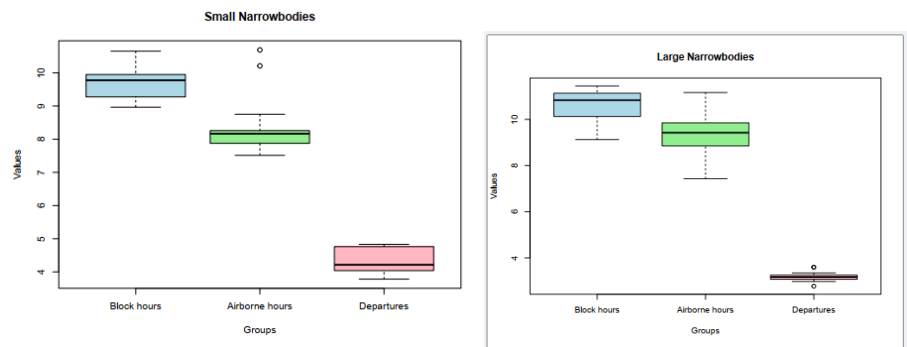 Small Narrowbodies
Values
10
9
8
7
6
5
4
Block hours
Airborne hours
Departures
Groups
Large Narrowbodies
Values
10
8
6
4
Block hours
Airborne hours
Departures
Groups